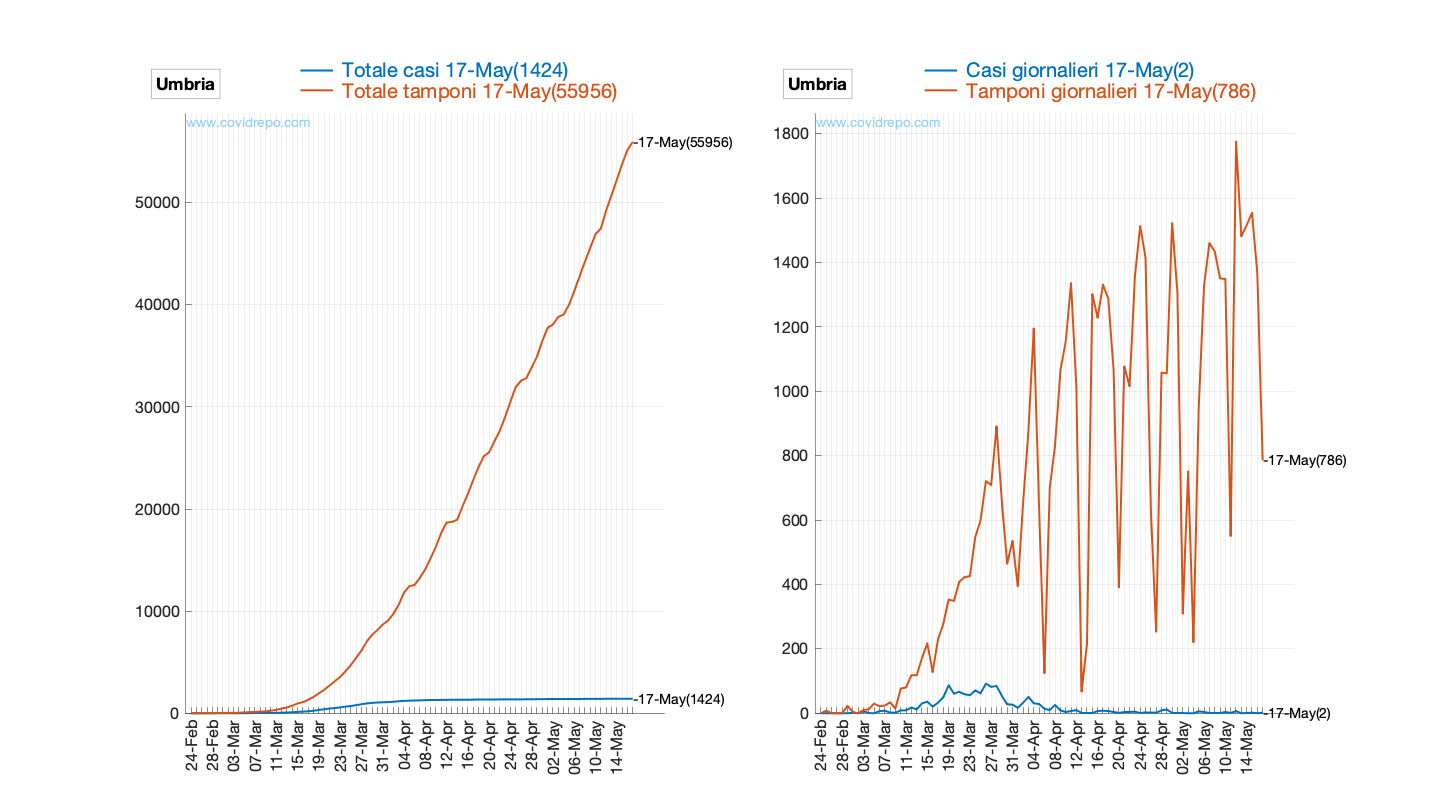 Umbria
Totale casi 17-May(1424)
Totale tamponi 17-May(55956)
www.covidrepo.com
-17-May(55956)
50000
40000
30000
20000
10000
0
-17-May(1424)
24-Feb
28-Feb
03-Mar
07-Mar
11-Mar
15-Mar
19-Mar
23-Mar
27-Mar
31-Mar
04-Apr
08-Apr
12-Apr
16-Apr
20-Apr
24-Apr
28-Apr
02-May
06-May
10-May
14-May
Umbria
Casi giornalieri 17-May(2)
Tamponi giornalieri 17-May(786)
www.covidrepo.com
1800
1600
1400
1200
1000
800
600
400
200
0
-17-May(786)
-17-May(2)
24-Feb
28-Feb
03-Mar
07-Mar
11-Mar
15-Mar
19-Mar
23-Mar
27-Mar
31-Mar
04-Apr
08-Apr
12-Apr
16-Apr
20-Apr
24-Apr
28-Apr
02-May
06-May
10-May
14-May